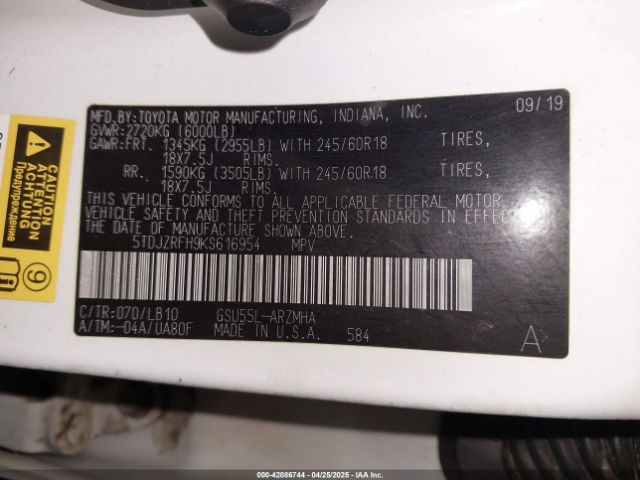 MFD. BY: TOYOTA MOTOR MANUFACTURING, INDIANA, INC. 09/19
GVWR: 2720KG (6000LB)
GAWR: FRT. 1345KG (2955LB) WITH 245/60R18 TIRES,
18X7.5J RIMS.
RR. 1590KG (3505LB) WITH 245/60R18 TIRES,
18X7.5J RIMS.
THIS VEHICLE CONFORMS TO ALL APPLICABLE FEDERAL MOTOR
VEHICLE SAFETY AND THEFT PREVENTION STANDARDS IN EFFECT
ON THE DATE OF MANUFACTURE SHOWN ABOVE.
5TDJZRFH9KS616954 MPV
C/TR: 070/LB10 GSU55L-ARZMHA
A/TM: -04A/UA80F MADE IN U.S.A. 584 A
CAUTION
ATTENTION
ACHTUNG
Предупреждение
9
000-42086744 - 04/25/2025 - IAAI.COM